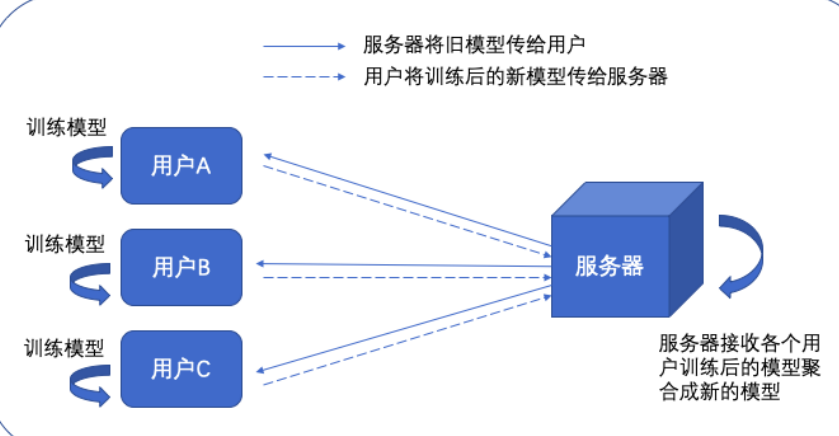 服务器将旧模型传给用户
用户将训练后的新模型传给服务器
训练模型
用户A
训练模型
用户B
服务器
训练模型
用户C
服务器接收各个用
户训练后的模型聚
合成新的模型